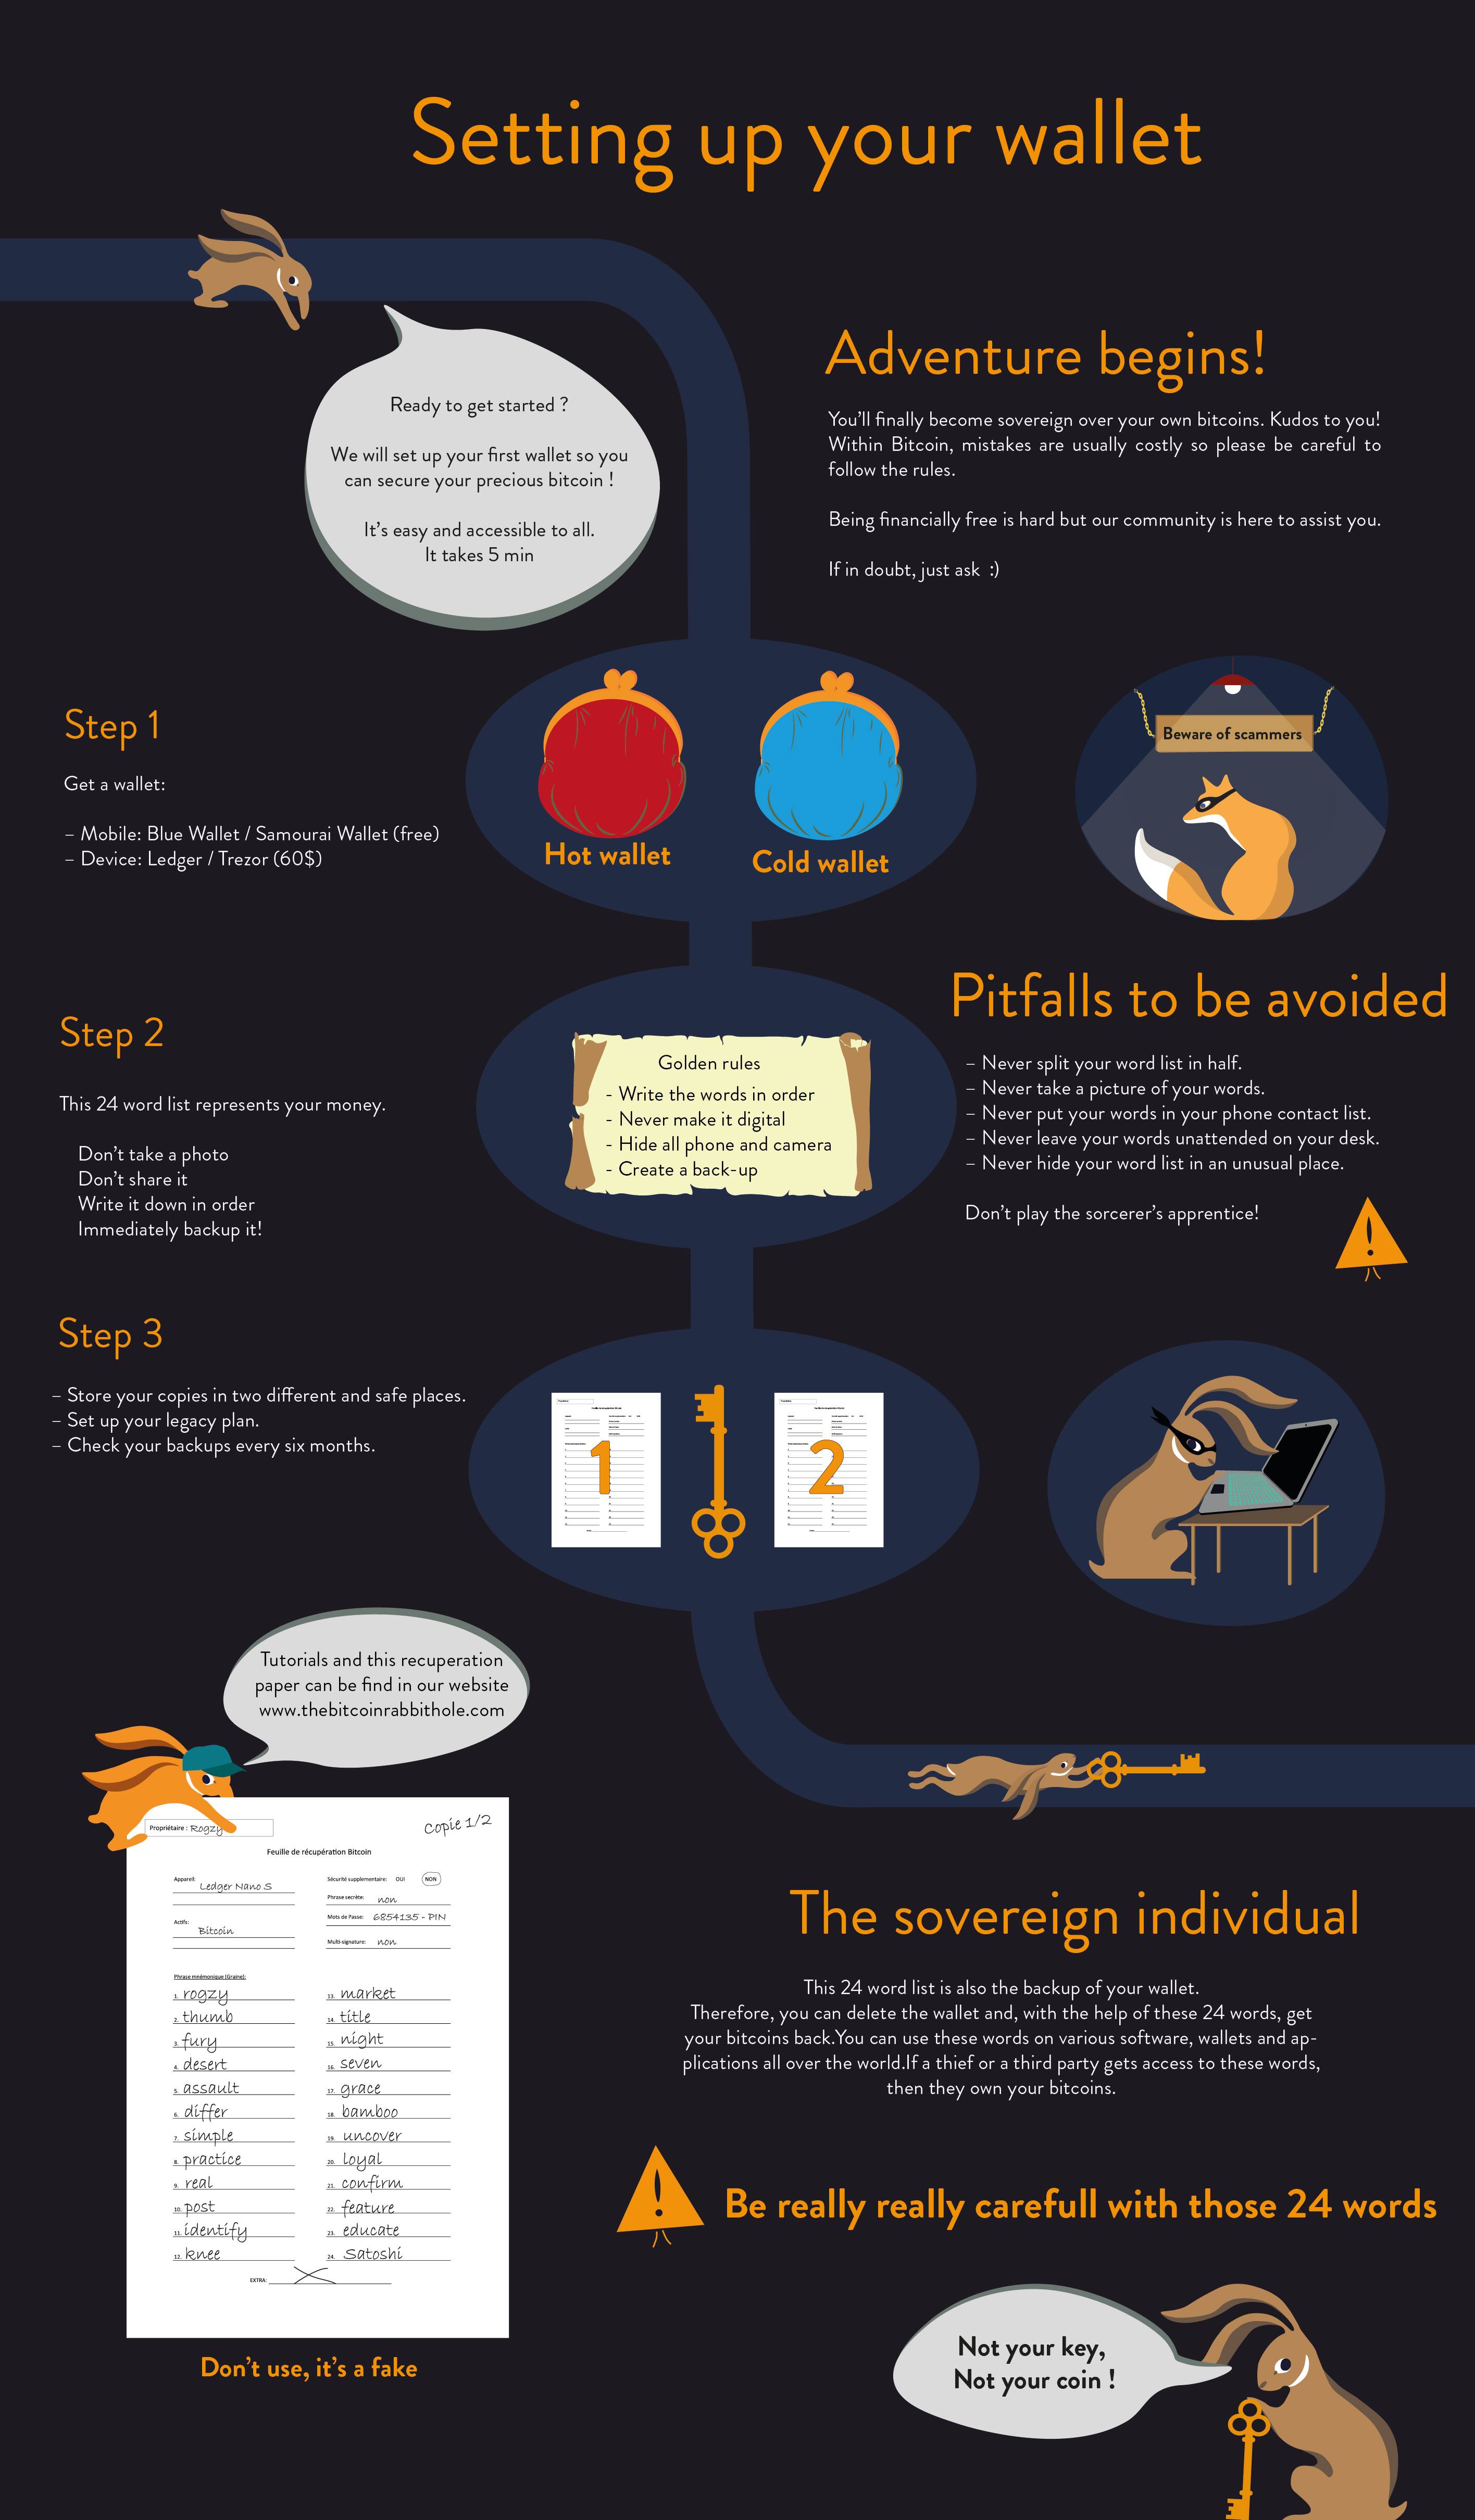 Setting up your wallet
Ready to get started ?
We will set up your first wallet so you
can secure your precious bitcoin !
It's easy and accessible to all.
It takes 5 min
Adventure begins!
You'll finally become sovereign over your own bitcoins. Kudos to you!
Within Bitcoin, mistakes are usually costly so please be careful to
follow the rules.
Being financially free is hard but our community is here to assist you.
If in doubt, just ask :)
Step 1
Get a wallet:
– Mobile: Blue Wallet / Samourai Wallet (free)
– Device: Ledger / Trezor (60$)
Hot wallet
Cold wallet
Beware of scammers
Step 2
This 24 word list represents your money.
Don't take a photo
Don't share it
Write it down in order
Immediately backup it!
Golden rules
- Write the words in order
- Never make it digital
- Hide all phone and camera
- Create a back-up
Pitfalls to be avoided
– Never split your word list in half.
– Never take a picture of your words.
– Never put your words in your phone contact list.
– Never leave your words unattended on your desk.
– Never hide your word list in an unusual place.
Don't play the sorcerer's apprentice!
Step 3
– Store your copies in two different and safe places.
– Set up your legacy plan.
– Check your backups every six months.
1
2
Tutorials and this recuperation
paper can be find in our website
www.thebitcoinrabbithole.com
Propriétaire : Rogzy
Copie 1/2
Feuille de récupération Bitcoin
Appareil: Ledger Nano S
Actifs: Bitcoin
Sécurité supplementaire: OUI NON
Phrase secrète: non
Mots de Passe: 6854135 - PIN
Multi-signature: non
Phrase mnémonique (Graine):
1. rogzy
2. thumb
3. fury
4. desert
5. assault
6. differ
7. simple
8. practice
9. real
10. post
11. identify
12. knee
13. market
14. title
15. night
16. seven
17. grace
18. bamboo
19. uncover
20. loyal
21. confirm
22. feature
23. educate
24. Satoshi
EXTRA:
Don't use, it's a fake
The sovereign individual
This 24 word list is also the backup of your wallet.
Therefore, you can delete the wallet and, with the help of these 24 words, get
your bitcoins back.You can use these words on various software, wallets and ap-
plications all over the world.If a thief or a third party gets access to these words,
then they own your bitcoins.
Be really really carefull with those 24 words
Not your key,
Not your coin !